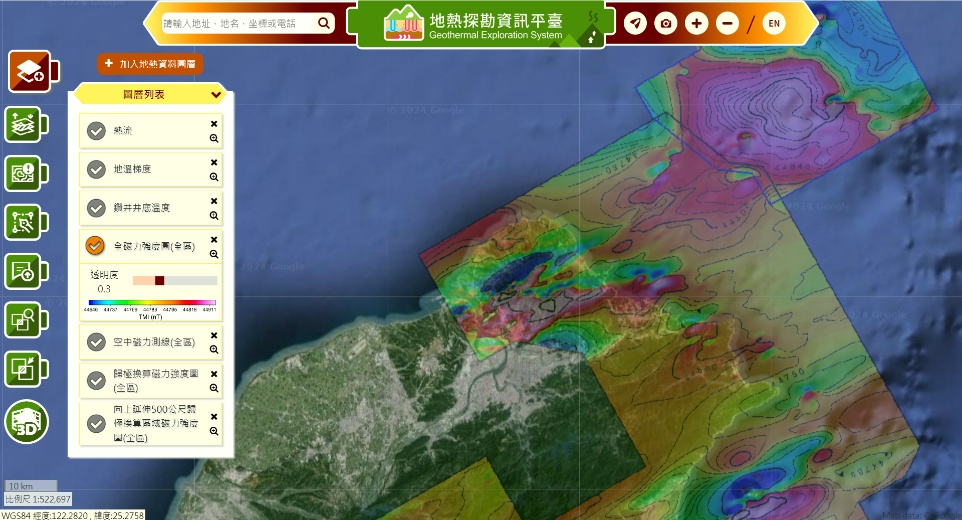 請輸入地址、地名、坐標或電話
地熱探勘資訊平臺
Geothermal Exploration System
EN
+ 加入地熱資料圖層
圖層列表
熱流
地溫梯度
鑽井井底溫度
全磁力強度圖(全區)
透明度
0.3
TMI (nT)
空中磁力測線(全區)
歸極換算磁力強度圖
(全區)
向上延伸500公尺歸
極換算區域磁力強度
圖(全區)
3D
10 km
比例尺 1:522,697
WGS84 經度:122.2820 , 緯度:25.2758
© 2024 Google